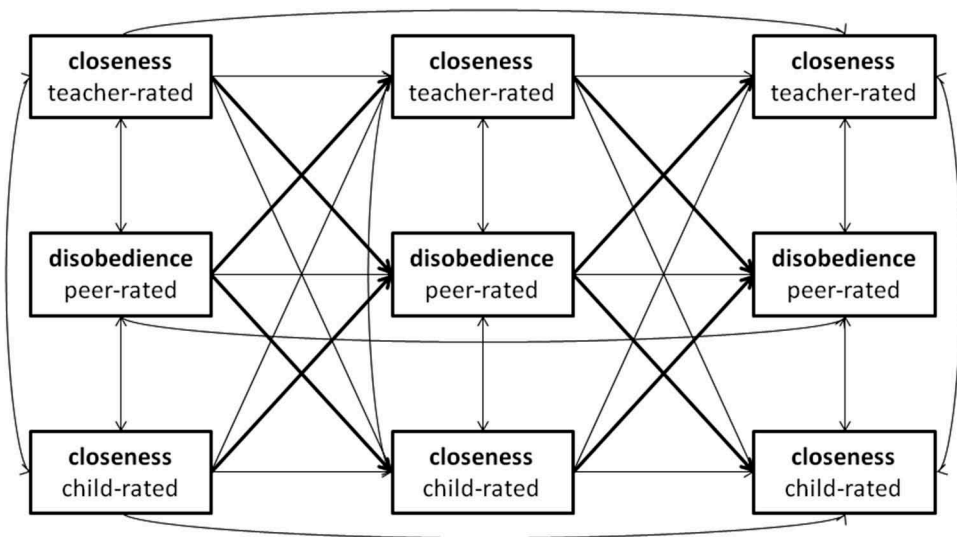 closeness
teacher-rated
closeness
teacher-rated
closeness
teacher-rated
disobedience
peer-rated
disobedience
peer-rated
disobedience
peer-rated
closeness
child-rated
closeness
child-rated
closeness
child-rated